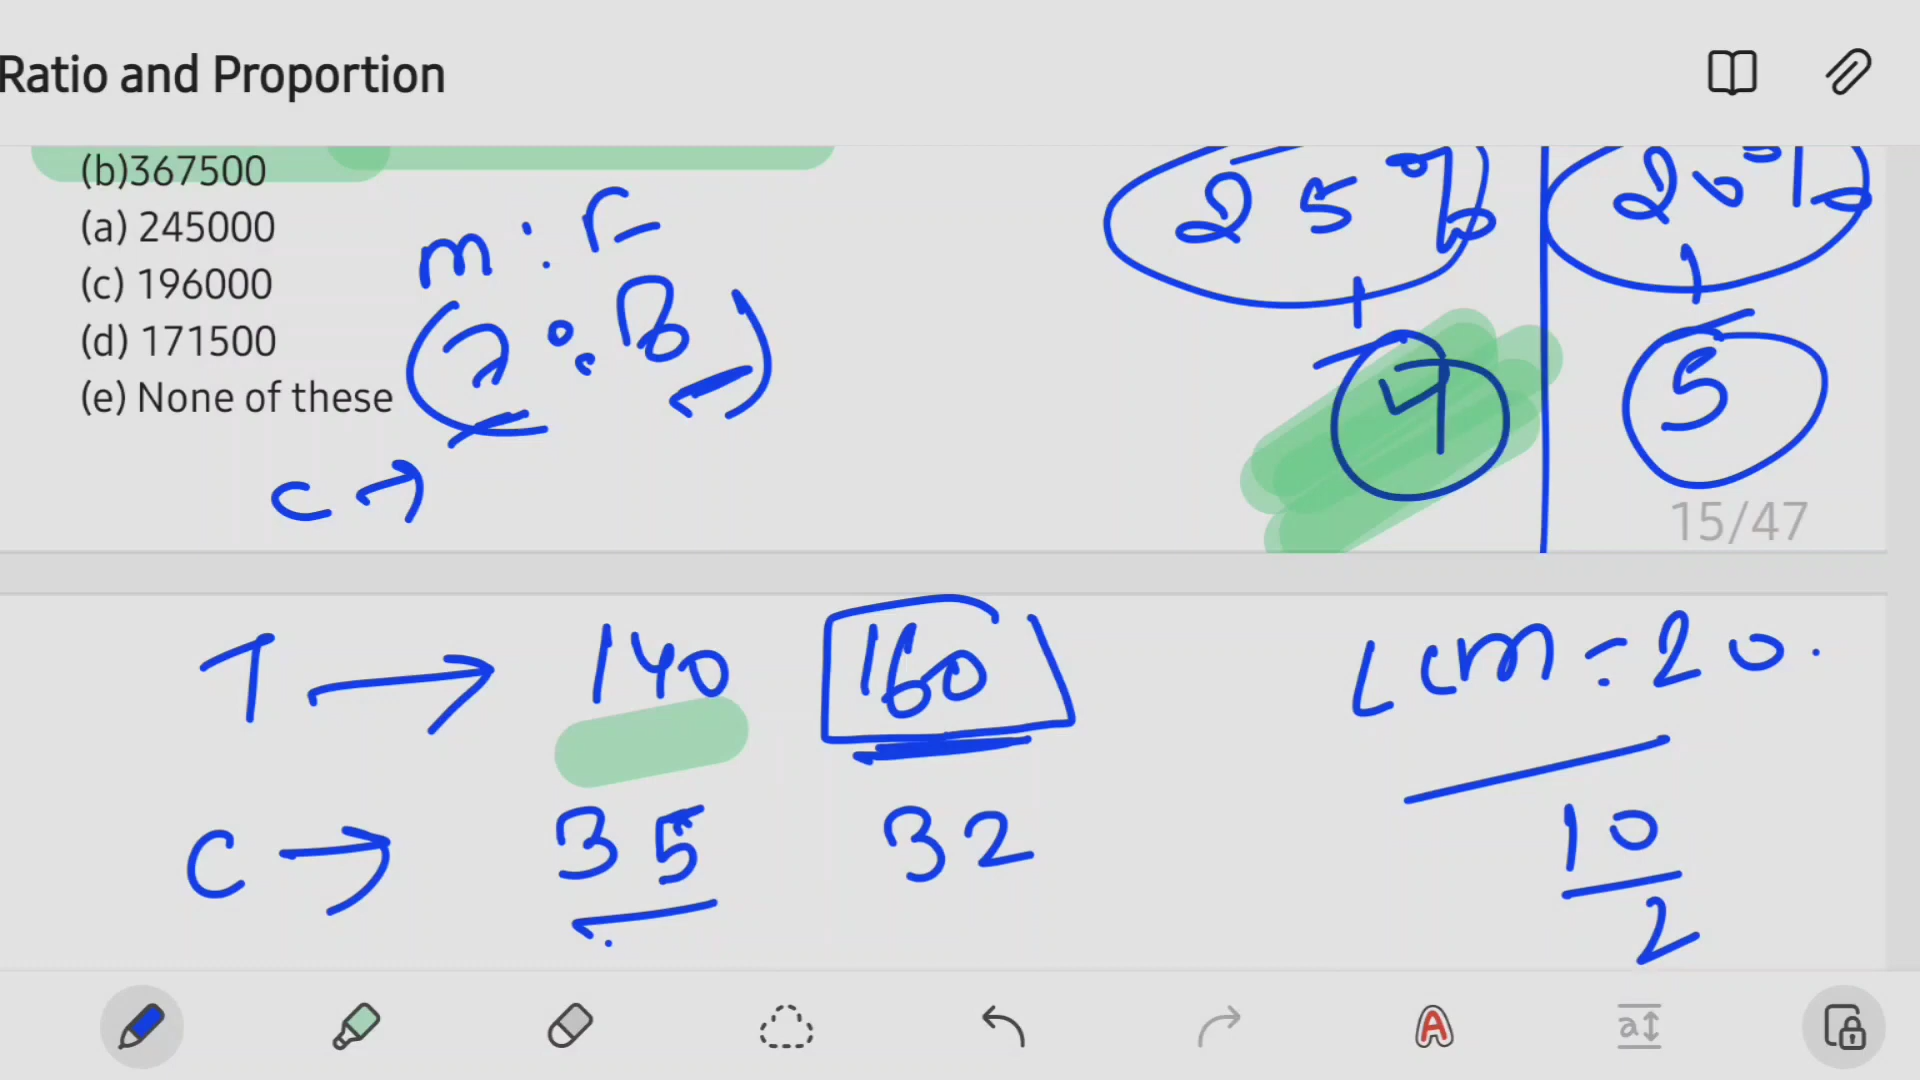 Ratio and Proportion
(b)367500
(a) 245000
(c) 196000
(d) 171500
(e) None of these
m : F
7 : 8
C →
25%
20%
4
5
15/47
T → 140 160
C → 35 32
Lcm = 20
10
2
A
a